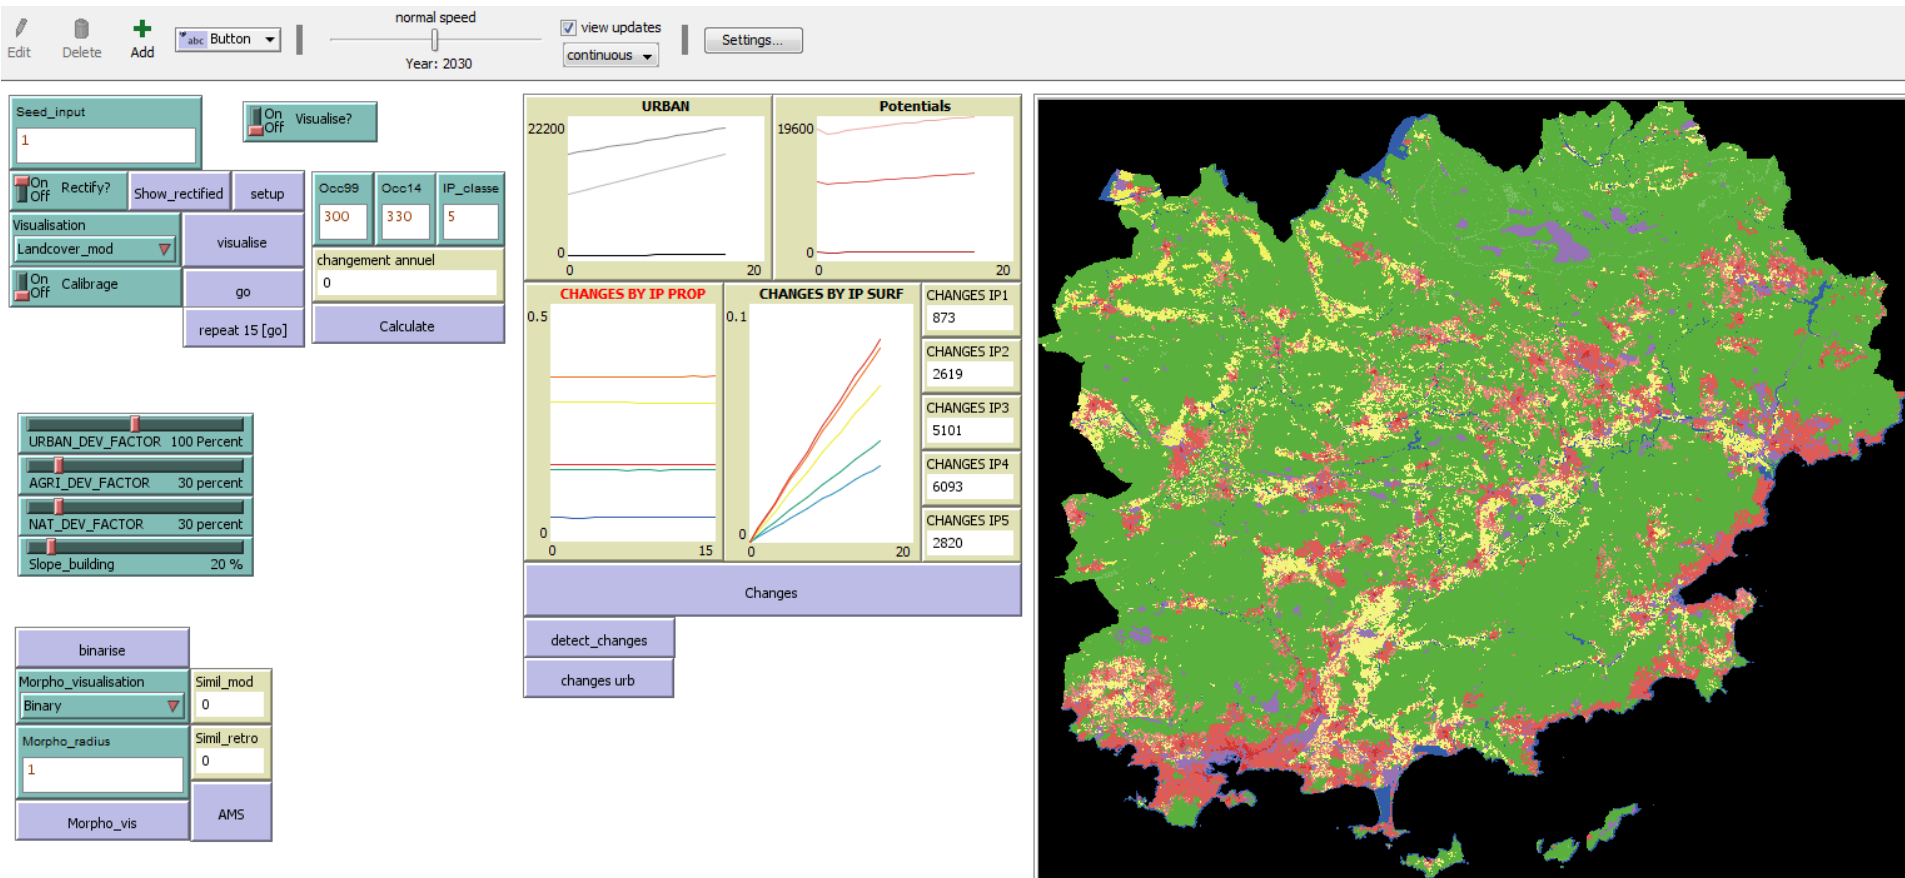 normal speed
view updates
Edit
Delete
Add
abc Button
continuous
Settings...
Year: 2030
Seed_input
1
On
Off
Visualise?
On
Off
Rectify?
Show_rectified
setup
Occ99
300
Occ14
330
IP_classe
5
Visualisation
Landcover_mod
visualise
changement annuel
0
On
Off
Calibrage
go
repeat 15 [go]
Calculate
URBAN_DEV_FACTOR 100 Percent
AGRI_DEV_FACTOR 30 percent
NAT_DEV_FACTOR 30 percent
Slope_building 20 %
binarise
Morpho_visualisation
Binary
Simil_mod
0
Morpho_radius
1
Simil_retro
0
Morpho_vis
AMS
URBAN
22200
0
0
20
Potentials
19600
0
0
20
CHANGES BY IP PROP
0.5
0
0
15
CHANGES BY IP SURF
0.1
0
0
20
CHANGES IP1
873
CHANGES IP2
2619
CHANGES IP3
5101
CHANGES IP4
6093
CHANGES IP5
2820
Changes
detect_changes
changes urb